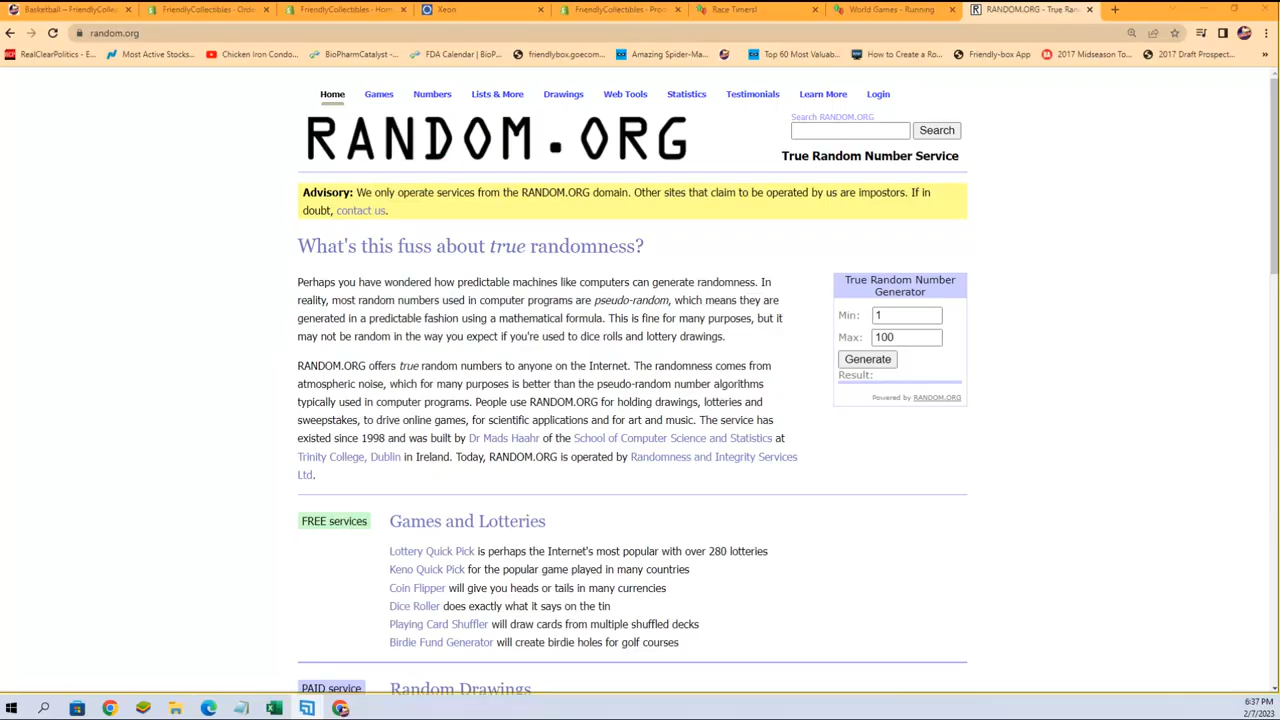 Basketball – FriendlyColle
FriendlyCollectibles · Orde
FriendlyCollectibles · Hom
Xeon
FriendlyCollectibles · Pro
Race Timers!
World Games - Running
RANDOM.ORG - True Ran
random.org
RealClearPolitics - E...
Most Active Stocks...
Chicken Iron Condo...
BioPharmCatalyst -...
FDA Calendar | BioP...
friendlybox.goecom...
Amazing Spider-Ma...
Top 60 Most Valuab...
How to Create a Ro...
Friendly-box App
2017 Midseason To...
2017 Draft Prospect...
»
Home
Games
Numbers
Lists & More
Drawings
Web Tools
Statistics
Testimonials
Learn More
Login
RANDOM.ORG
Search RANDOM.ORG
Search
True Random Number Service
Advisory: We only operate services from the RANDOM.ORG domain. Other sites that claim to be operated by us are impostors. If in
doubt, contact us.
What's this fuss about true randomness?
Perhaps you have wondered how predictable machines like computers can generate randomness. In
reality, most random numbers used in computer programs are pseudo-random, which means they are
generated in a predictable fashion using a mathematical formula. This is fine for many purposes, but it
may not be random in the way you expect if you're used to dice rolls and lottery drawings.
RANDOM.ORG offers true random numbers to anyone on the Internet. The randomness comes from
atmospheric noise, which for many purposes is better than the pseudo-random number algorithms
typically used in computer programs. People use RANDOM.ORG for holding drawings, lotteries and
sweepstakes, to drive online games, for scientific applications and for art and music. The service has
existed since 1998 and was built by Dr Mads Haahr of the School of Computer Science and Statistics at
Trinity College, Dublin in Ireland. Today, RANDOM.ORG is operated by Randomness and Integrity Services
Ltd.
True Random Number
Generator
Min: 1
Max: 100
Generate
Result:
Powered by RANDOM.ORG
FREE services
Games and Lotteries
Lottery Quick Pick is perhaps the Internet's most popular with over 280 lotteries
Keno Quick Pick for the popular game played in many countries
Coin Flipper will give you heads or tails in many currencies
Dice Roller does exactly what it says on the tin
Playing Card Shuffler will draw cards from multiple shuffled decks
Birdie Fund Generator will create birdie holes for golf courses
PAID service
Random Drawings
6:37 PM
2/7/2023